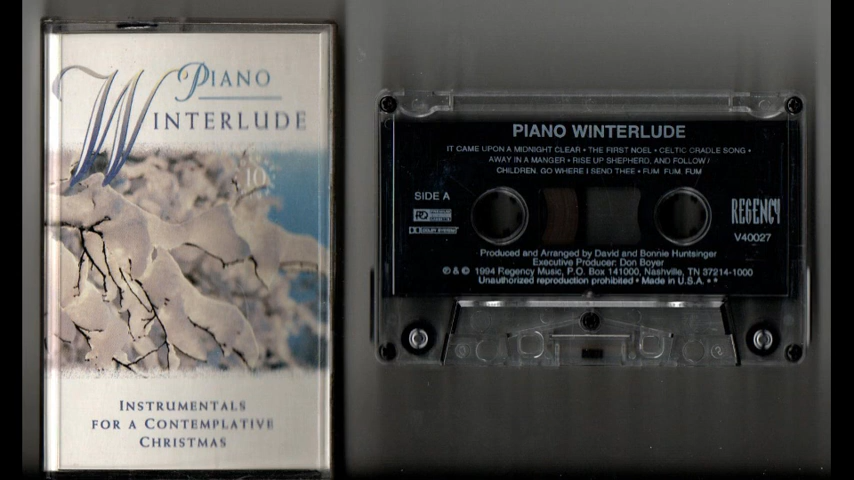 PIANO
WINTERLUDE
10
INSTRUMENTALS
FOR A CONTEMPLATIVE
CHRISTMAS
PIANO WINTERLUDE
IT CAME UPON A MIDNIGHT CLEAR • THE FIRST NOEL • CELTIC CRADLE SONG •
AWAY IN A MANGER • RISE UP SHEPHERD, AND FOLLOW /
CHILDREN, GO WHERE I SEND THEE • FUM, FUM, FUM
SIDE A
DOLBY SYSTEM
REGENCY
V40027
Produced and Arranged by David and Bonnie Huntsinger
Executive Producer: Don Boyer
℗ & © 1994 Regency Music, P.O. Box 141000, Nashville, TN 37214-1000
Unauthorized reproduction prohibited • Made in U.S.A. • •